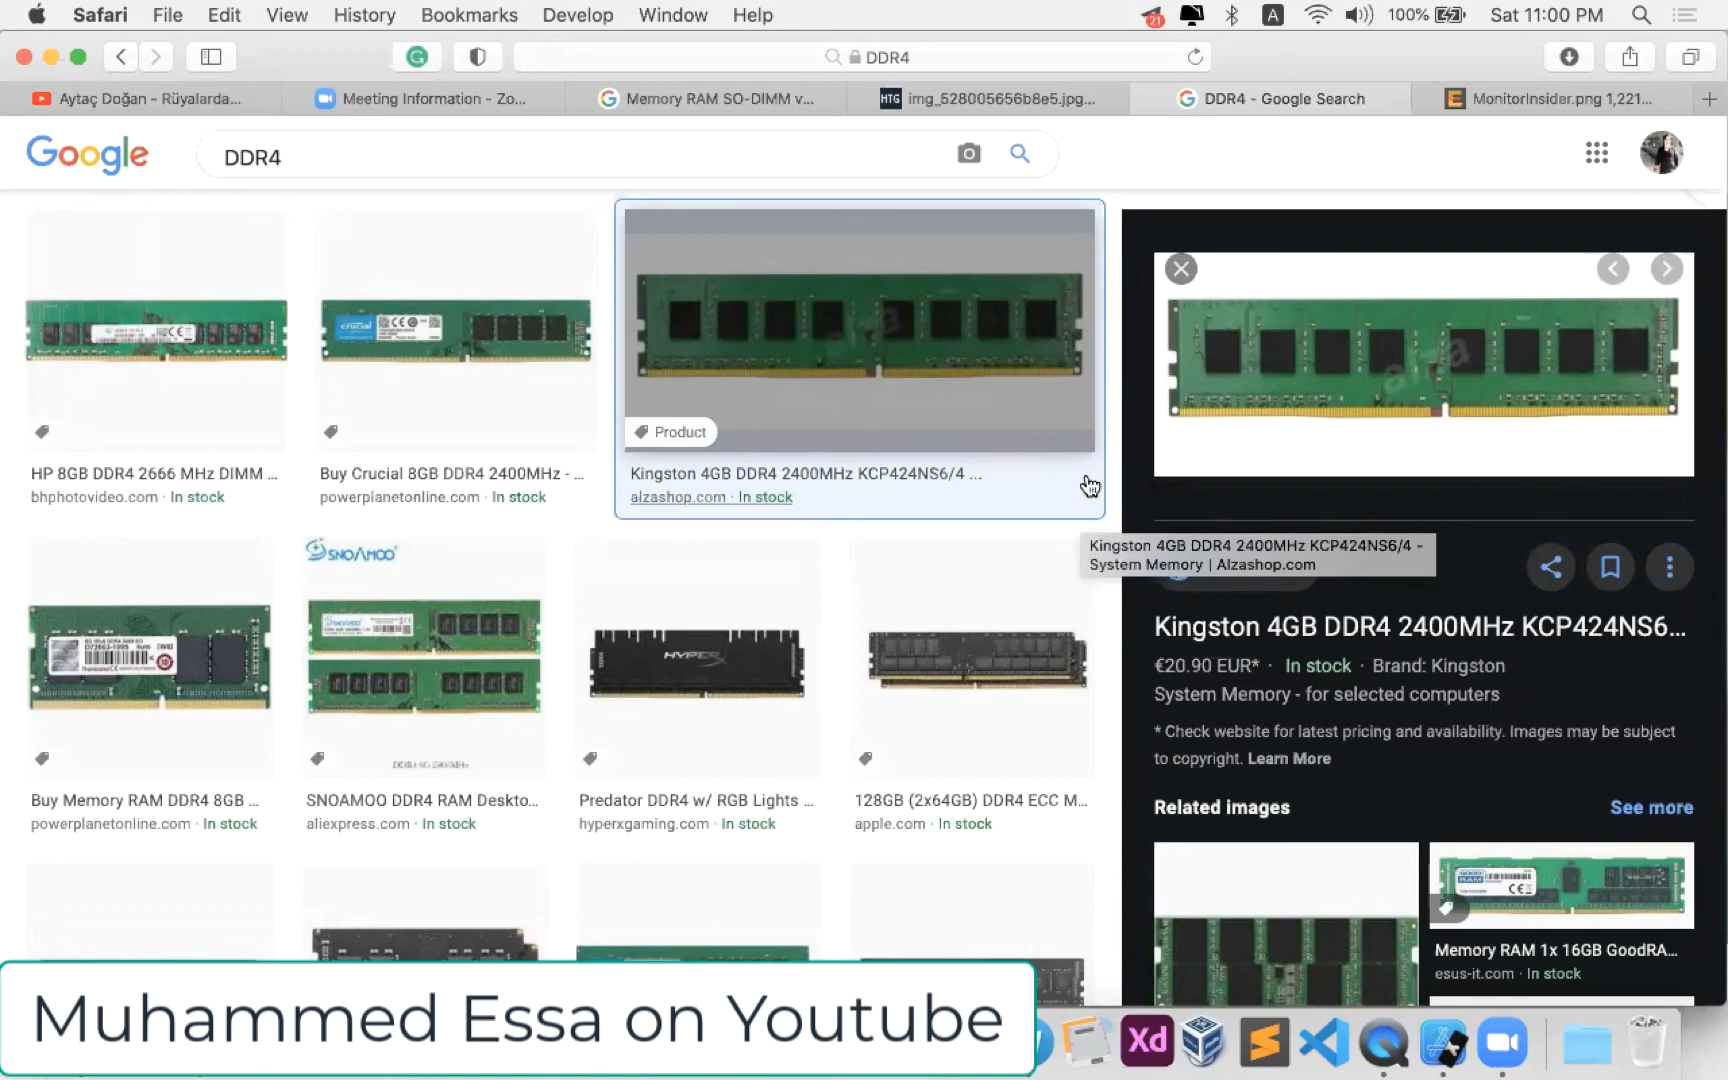 Safari File Edit View History Bookmarks Develop Window Help
21 A 100% Sat 11:00 PM
DDR4
Aytaç Doğan - Rüyalarda...
Meeting Information - Zo...
Memory RAM SO-DIMM v...
HTG img_528005656b8e5.jpg...
DDR4 - Google Search
MonitorInsider.png 1,221...
Google
DDR4
Product
HP 8GB DDR4 2666 MHz DIMM ...
bhphotovideo.com · In stock
crucial
Buy Crucial 8GB DDR4 2400MHz - ...
powerplanetonline.com · In stock
Kingston 4GB DDR4 2400MHz KCP424NS6/4 ...
alzashop.com · In stock
alza
Kingston 4GB DDR4 2400MHz KCP424NS6/4 -
System Memory | Alzashop.com
Kingston 4GB DDR4 2400MHz KCP424NS6...
€20.90 EUR* · In stock · Brand: Kingston
System Memory - for selected computers
* Check website for latest pricing and availability. Images may be subject
to copyright. Learn More
Related images
See more
Buy Memory RAM DDR4 8GB ...
powerplanetonline.com · In stock
SNOAMOO
SNOAMOO DDR4 RAM Deskto...
aliexpress.com · In stock
HYPERX
Predator DDR4 w/ RGB Lights ...
hyperxgaming.com · In stock
128GB (2x64GB) DDR4 ECC M...
apple.com · In stock
GOOD
RAM
Memory RAM 1x 16GB GoodRA...
esus-it.com · In stock
Muhammed Essa on Youtube
Xd